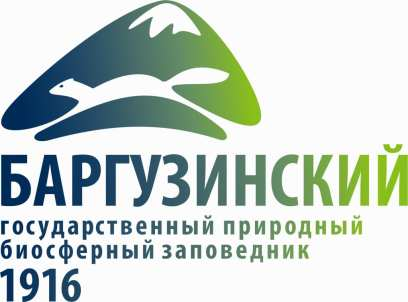 БАРГУЗИНСКИЙ
государственный природный
биосферный заповедник
1916